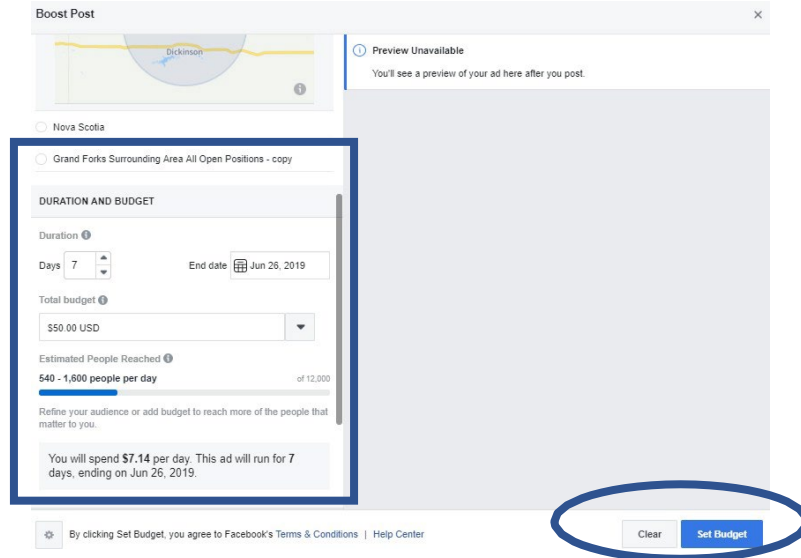 Boost Post
Dickinson
Nova Scotia
Grand Forks Surrounding Area All Open Positions - copy
DURATION AND BUDGET
Duration
Days 7 End date Jun 26, 2019
Total budget
$50.00 USD
Estimated People Reached
540 - 1,600 people per day of 12,000
Refine your audience or add budget to reach more of the people that
matter to you.
You will spend $7.14 per day. This ad will run for 7
days, ending on Jun 26, 2019.
Preview Unavailable
You'll see a preview of your ad here after you post.
By clicking Set Budget, you agree to Facebook's Terms & Conditions | Help Center
Clear Set Budget